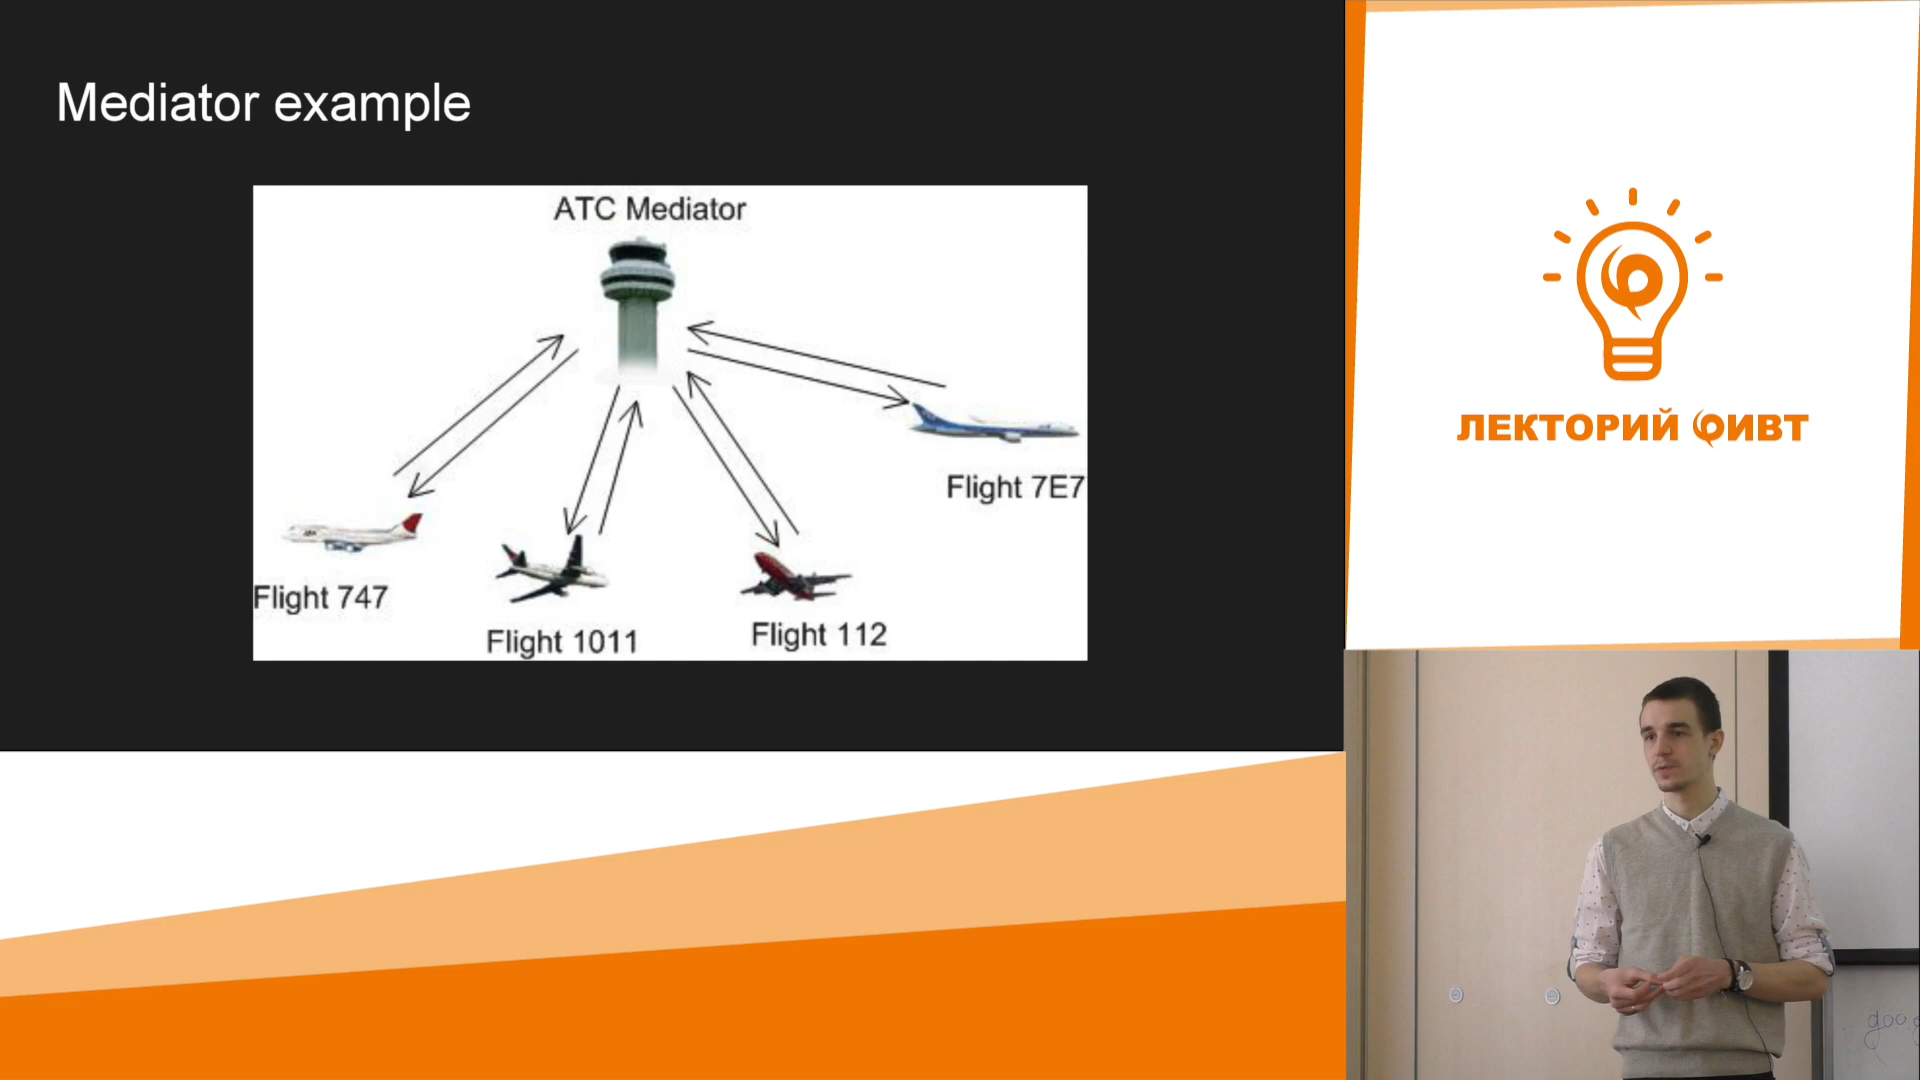 Mediator example
ATC Mediator
Flight 7E7
Flight 747
Flight 1011
Flight 112
ЛЕКТОРИЙ ФИВТ